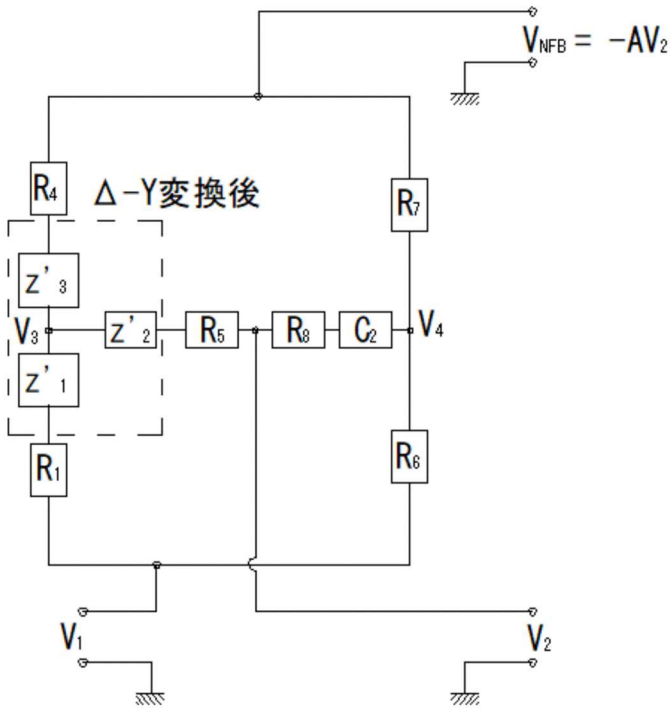 V₍NFB₎ = -AV₂
R₄
Δ-Y変換後
R₇
z'₃
V₃
z'₂
R₅
R₈
C₂
V₄
z'₁
R₁
R₆
V₁
V₂